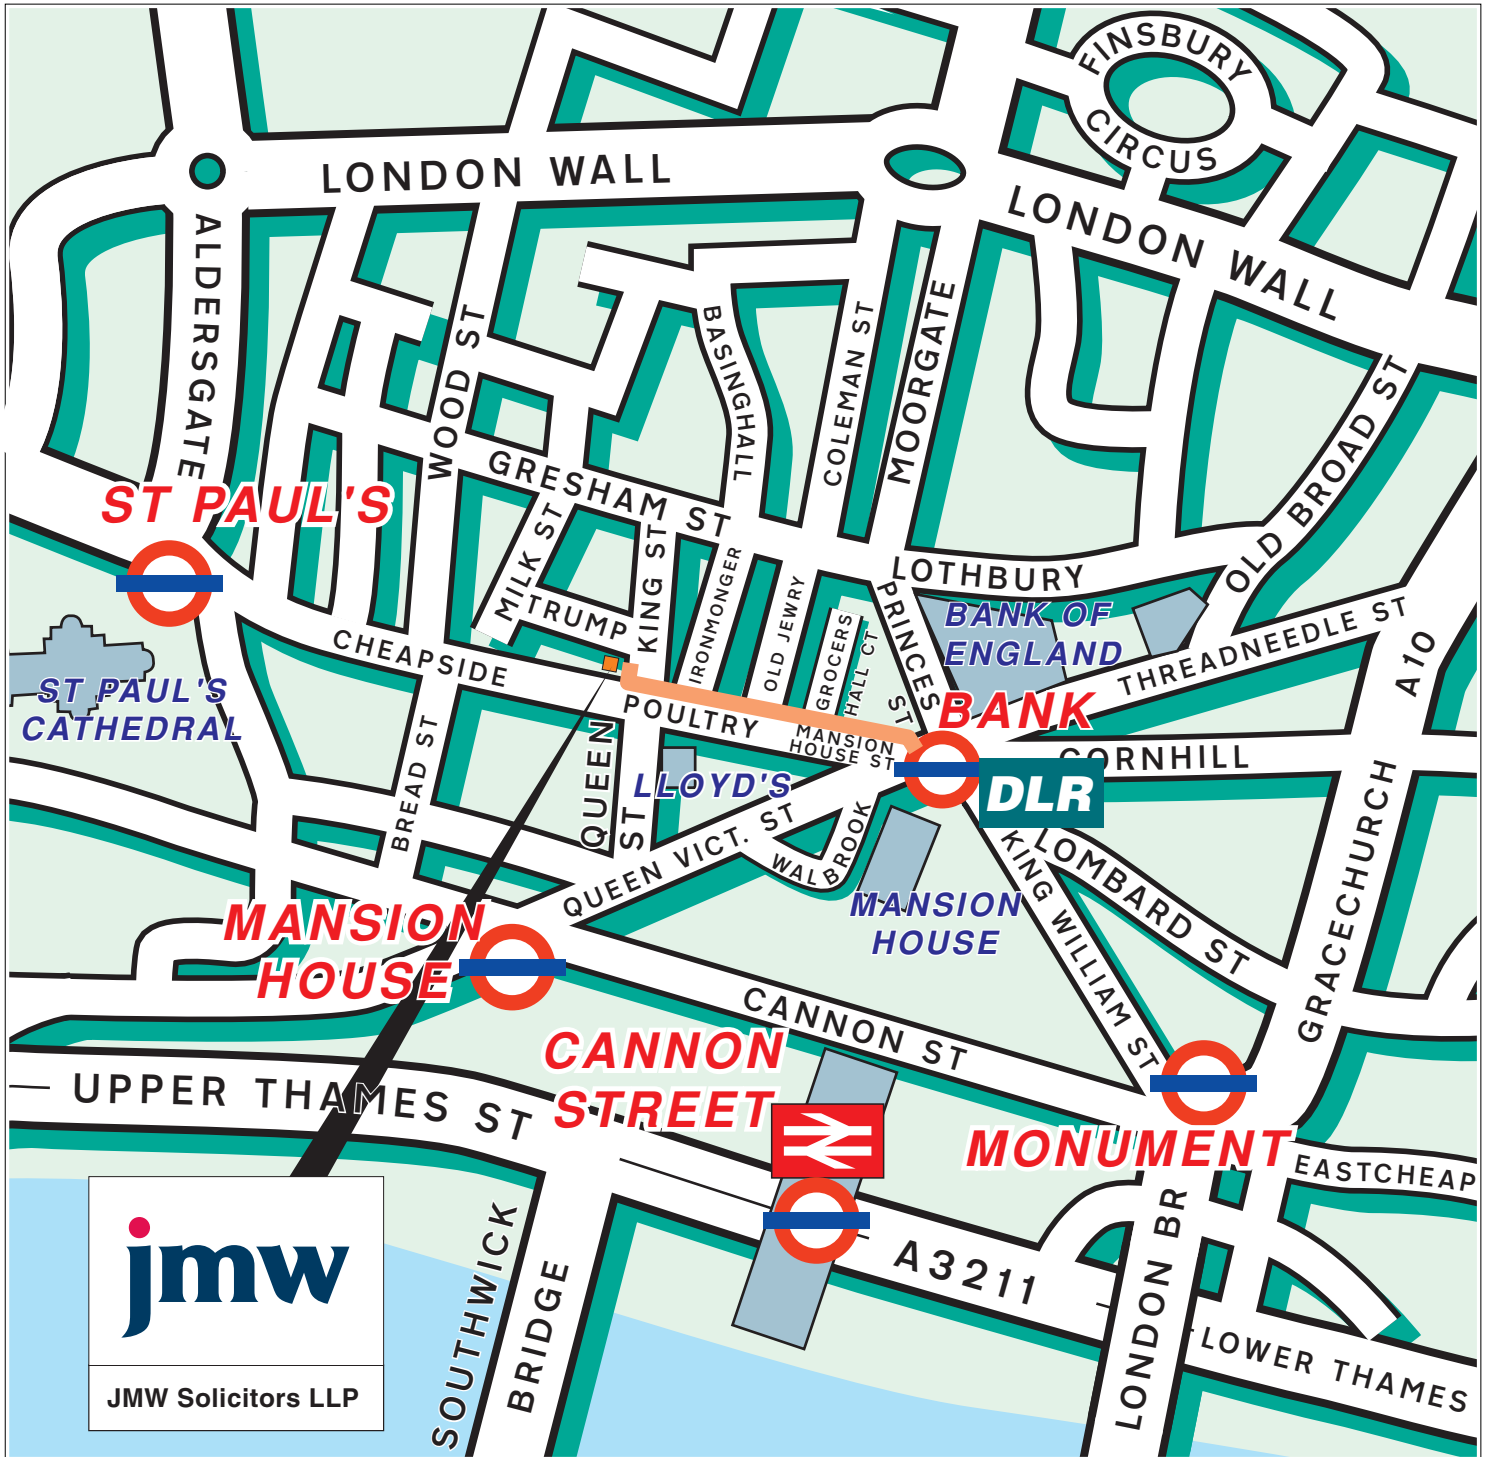 FINSBURY
CIRCUS
LONDON WALL
LONDON WALL
ALDERSGATE
WOOD ST
BASINGHALL
COLEMAN ST
MOORGATE
OLD BROAD ST
GRESHAM ST
ST PAUL'S
MILK ST
TRUMP
KING ST
IRONMONGER
OLD JEWRY
GROCERS
HALL CT
PRINCES
ST
LOTHBURY
BANK OF
ENGLAND
THREADNEEDLE ST
A10
CHEAPSIDE
ST PAUL'S
CATHEDRAL
BREAD ST
QUEEN
ST
POULTRY
MANSION
HOUSE ST
BANK
DLR
CORNHILL
LLOYD'S
QUEEN VICT. ST
WALBROOK
MANSION
HOUSE
KING WILLIAM ST
LOMBARD ST
GRACECHURCH
MANSION
HOUSE
CANNON ST
CANNON
STREET
UPPER THAMES ST
MONUMENT
EASTCHEAP
A3211
SOUTHWICK
BRIDGE
LONDON BR
LOWER THAMES
jmw
JMW Solicitors LLP